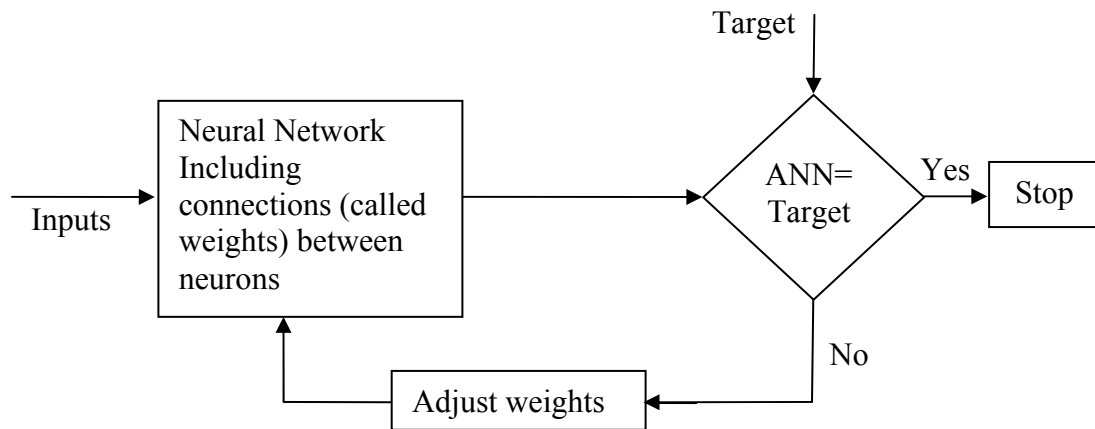 Target
Neural Network
Including
connections (called
weights) between
neurons
Inputs
ANN=
Target
Yes
Stop
No
Adjust weights